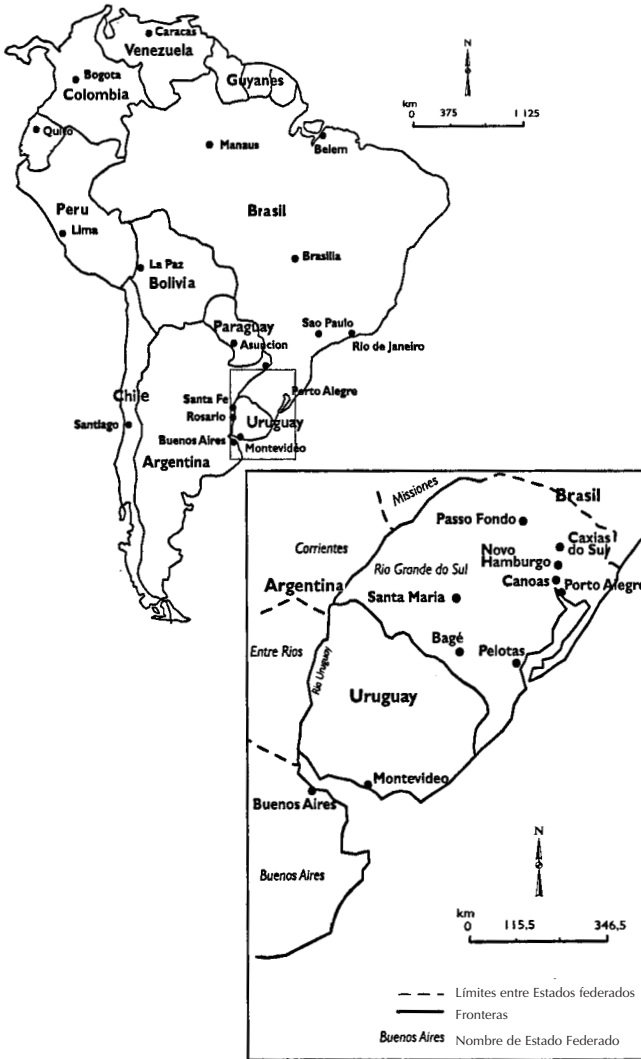 Caracas
Venezuela
Bogota
Colombia
Guyanes
Quito
Manaus
Belem
Peru
Lima
Brasil
La Paz
Bolivia
Brasilia
Paraguay
Asuncion
Sao Paulo
Rio de Janeiro
Chile
Santa Fe
Porto Alegre
Rosario
Uruguay
Santiago
Buenos Aires
Montevideo
Argentina
N
km 375 1 125
Missiones
Brasil
Passo Fondo
Corrientes
Caxias
do Sul
Novo
Hamburgo
Rio Grande do Sul
Canoas
Argentina
Porto Alegre
Santa Maria
Entre Rios
Rio Uruguay
Bagé
Pelotas
Uruguay
Montevideo
Buenos Aires
Buenos Aires
N
km 115,5 346,5
Límites entre Estados federados
Fronteras
Buenos Aires Nombre de Estado Federado